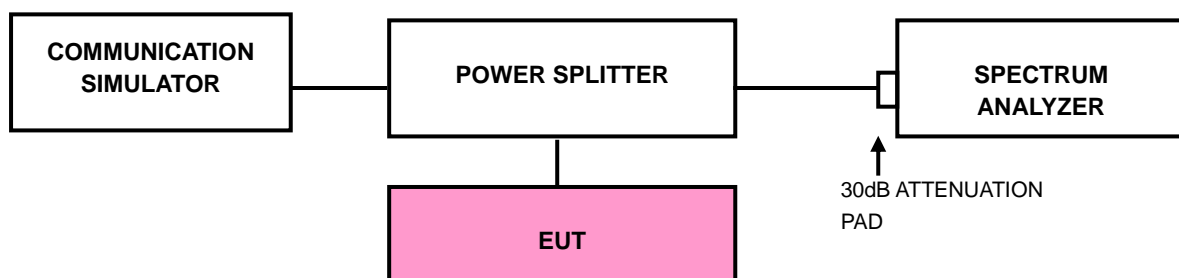 COMMUNICATION
SIMULATOR
POWER SPLITTER
SPECTRUM
ANALYZER
30dB ATTENUATION
PAD
EUT